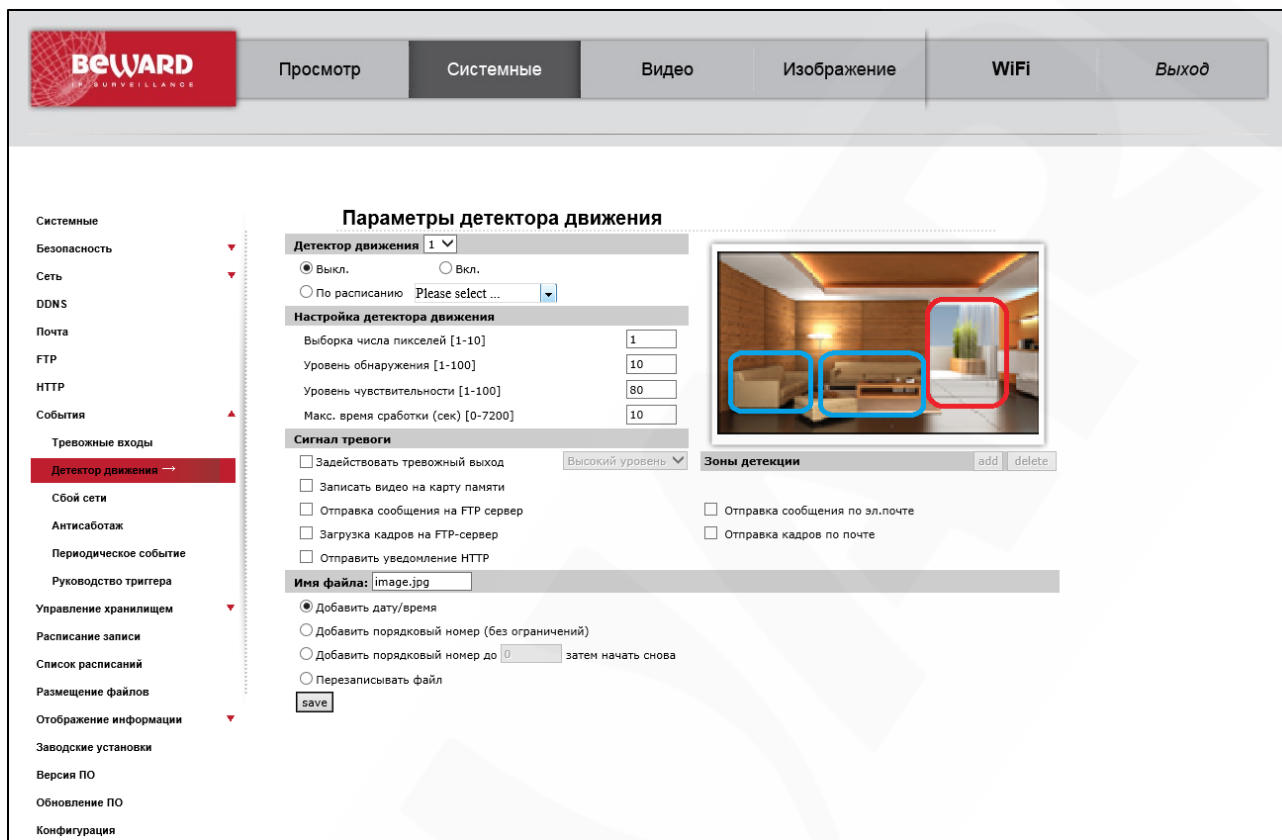 BEWARD
IP SURVEILLANCE
Просмотр
Системные
Видео
Изображение
WiFi
Выход
Системные
Безопасность
Сеть
DDNS
Почта
FTP
HTTP
События
Тревожные входы
Детектор движения →
Сбой сети
Антисаботаж
Периодическое событие
Руководство триггера
Управление хранилищем
Расписание записи
Список расписаний
Размещение файлов
Отображение информации
Заводские установки
Версия ПО
Обновление ПО
Конфигурация
Параметры детектора движения
Детектор движения 1
Выкл. Вкл.
По расписанию Please select ...
Настройка детектора движения
Выборка числа пикселей [1-10] 1
Уровень обнаружения [1-100] 10
Уровень чувствительности [1-100] 80
Макс. время сработки (сек) [0-7200] 10
Сигнал тревоги
Задействовать тревожный выход Высокий уровень
Зоны детекции add delete
Записать видео на карту памяти
Отправка сообщения на FTP сервер
Отправка сообщения по эл.почте
Загрузка кадров на FTP-сервер
Отправка кадров по почте
Отправить уведомление HTTP
Имя файла: image.jpg
Добавить дату/время
Добавить порядковый номер (без ограничений)
Добавить порядковый номер до 0 затем начать снова
Перезаписывать файл
save